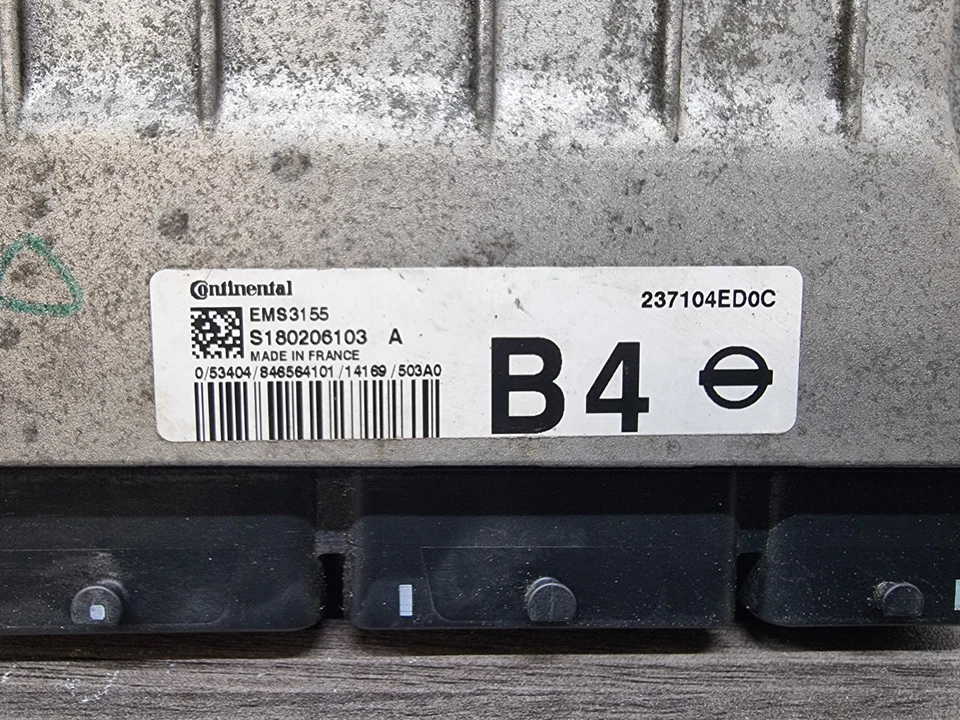 Continental
EMS3155
S180206103 A
MADE IN FRANCE
0/53404/846564101/14169/503A0
237104ED0C
B4